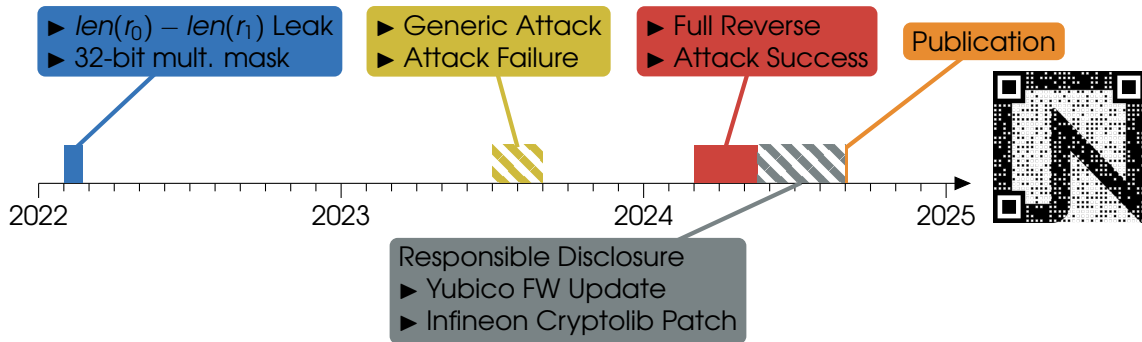 ► len(r₀) − len(r₁) Leak
► 32-bit mult. mask
► Generic Attack
► Attack Failure
► Full Reverse
► Attack Success
Publication
2022
2023
2024
2025
Responsible Disclosure
► Yubico FW Update
► Infineon Cryptolib Patch